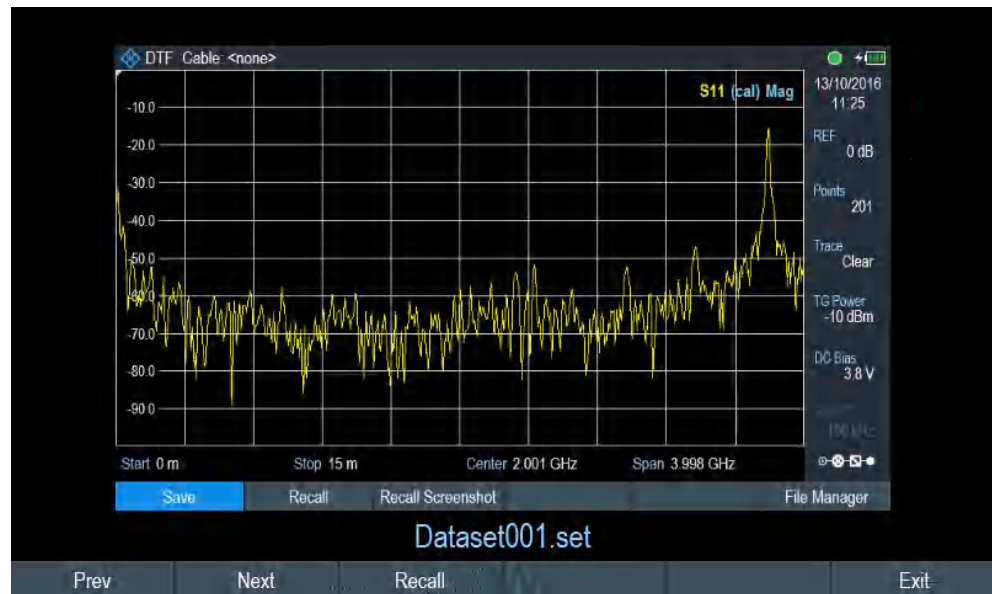 DTF Cable: <none>
S11 (cal) Mag
13/10/2016
11:25
-10.0
-20.0
-30.0
-40.0
-50.0
-60.0
-70.0
-80.0
-90.0
REF
0 dB
Points
201
Trace
Clear
TG Power
-10 dBm
DC Bias
3.8 V
100 kHz
Start 0 m Stop 15 m Center 2.001 GHz Span 3.998 GHz
Save Recall Recall Screenshot File Manager
Dataset001.set
Prev Next Recall Exit